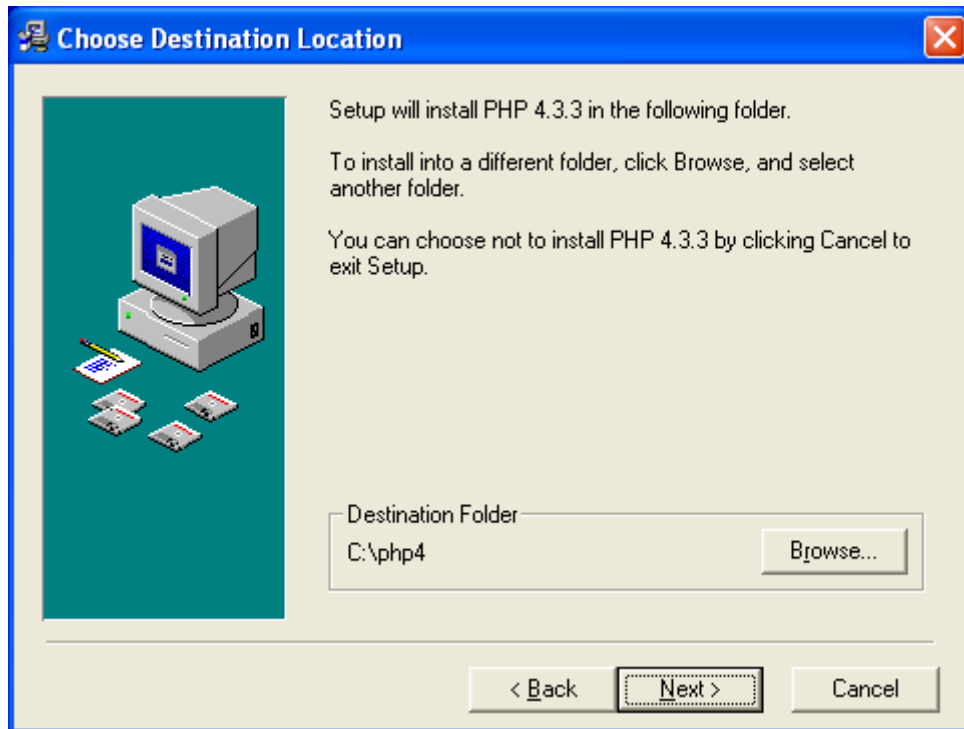 Choose Destination Location
Setup will install PHP 4.3.3 in the following folder.
To install into a different folder, click Browse, and select
another folder.
You can choose not to install PHP 4.3.3 by clicking Cancel to
exit Setup.
Destination Folder
C:\php4
Browse...
< Back
Next >
Cancel